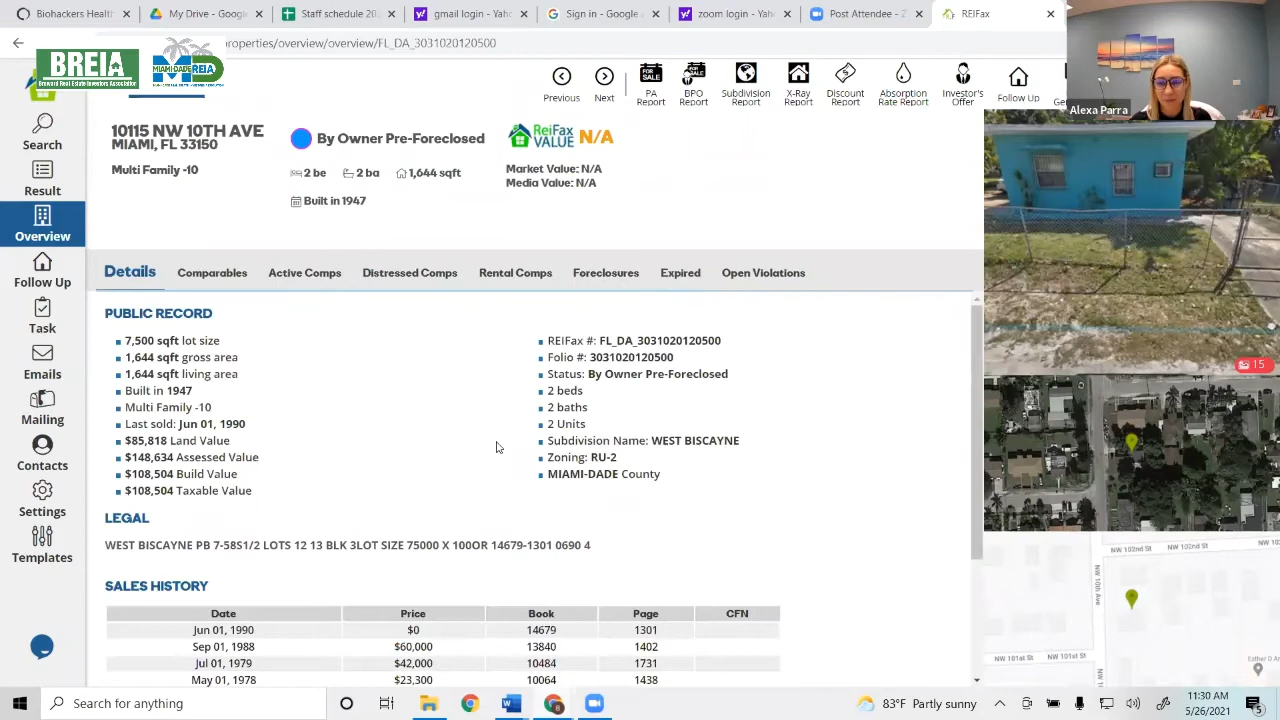 Miami-Dade
Staff schedule 20
gmail login - Yaho
Sign in - Google
zoom login - Yah
Post Attendee - Z
REIFax
properties/overview/overview/FL_DA_3031020120500
BREIA
Broward Real Estate Investors Association
MIAMI-DADE REIA
Previous
Next
FOR SALE
PA Report
BPO Report
Subdivision Report
X-Ray Report
Discount Report
Absorption Rate Report
Investor's Offer
Follow Up
Alexa Parra
Search
Result
Overview
Follow Up
Task
Emails
Mailing
Contacts
Settings
Templates
10115 NW 10TH AVE
MIAMI, FL 33150
Multi Family -10
By Owner Pre-Foreclosed
2 be 2 ba 1,644 sqft
Built in 1947
ReiFax VALUE N/A
Market Value: N/A
Media Value: N/A
Details Comparables Active Comps Distressed Comps Rental Comps Foreclosures Expired Open Violations
PUBLIC RECORD
7,500 sqft lot size
1,644 sqft gross area
1,644 sqft living area
Built in 1947
Multi Family -10
Last sold: Jun 01, 1990
$85,818 Land Value
$148,634 Assessed Value
$108,504 Build Value
$108,504 Taxable Value
REIFax #: FL_DA_3031020120500
Folio #: 3031020120500
Status: By Owner Pre-Foreclosed
2 beds
2 baths
2 Units
Subdivision Name: WEST BISCAYNE
Zoning: RU-2
MIAMI-DADE County
LEGAL
WEST BISCAYNE PB 7-58S1/2 LOTS 12 13 BLK 3LOT SIZE 75000 X 100OR 14679-1301 0690 4
SALES HISTORY
Date Price Book Page CFN
Jun 01, 1990 $0 14679 1301
Sep 01, 1988 $60,000 13840 1402
Jul 01, 1979 $42,000 10484 1731
May 01, 1978 $23,300 10064 1438
15
NW 102nd St NW 102nd St
NW 10th Ave
NW 101st St NW 101st St
Search for anything
83°F Partly sunny
11:30 AM
5/26/2021
5